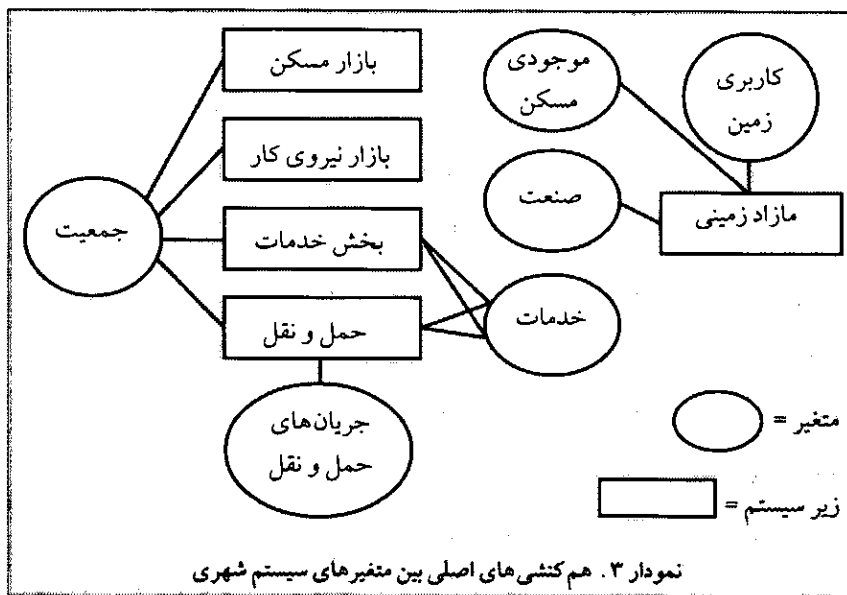 بازار مسکن
بازار نیروی کار
بخش خدمات
حمل و نقل
جمعیت
جریان‌های
حمل و نقل
موجودی
مسکن
کاربری
زمین
صنعت
مازاد زمینی
خدمات
متغیر =
زیر سیستم =
نمودار ۳. هم‌کنشی‌های اصلی بین متغیرهای سیستم شهری